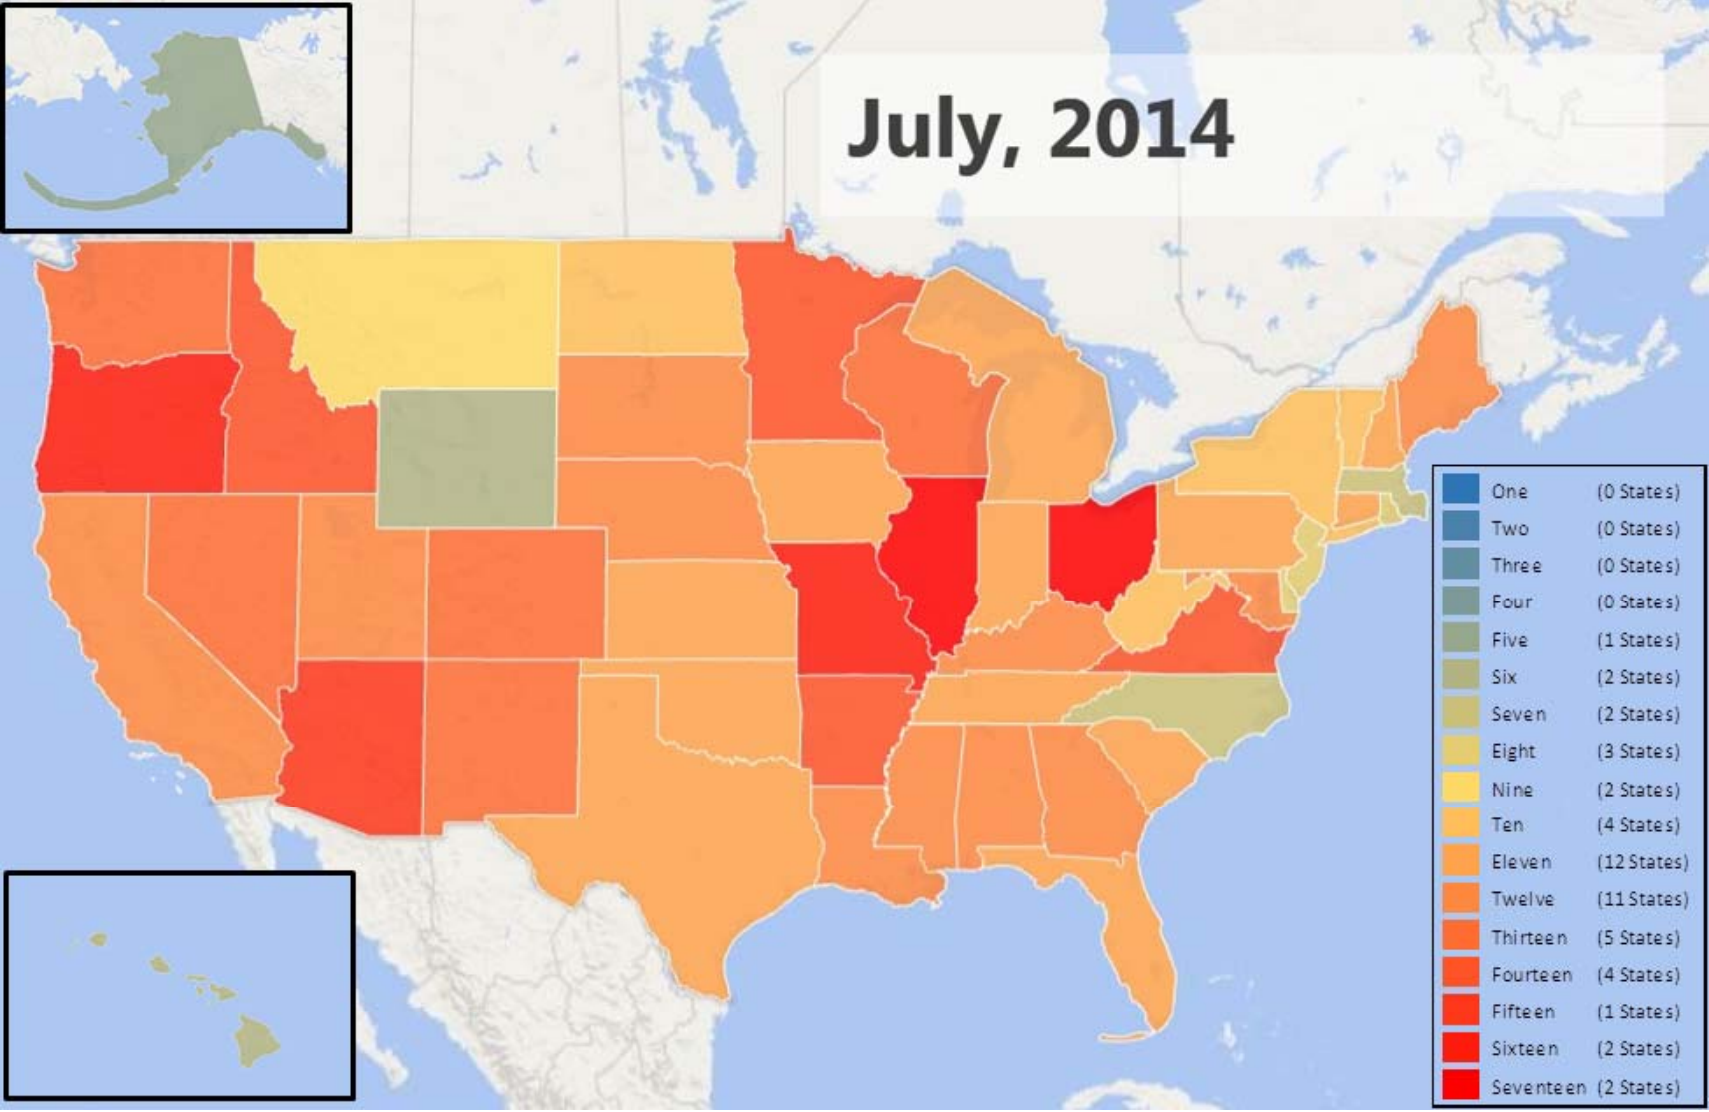 July, 2014
One (0 States)
Two (0 States)
Three (0 States)
Four (0 States)
Five (1 States)
Six (2 States)
Seven (2 States)
Eight (3 States)
Nine (2 States)
Ten (4 States)
Eleven (12 States)
Twelve (11 States)
Thirteen (5 States)
Fourteen (4 States)
Fifteen (1 States)
Sixteen (2 States)
Seventeen (2 States)